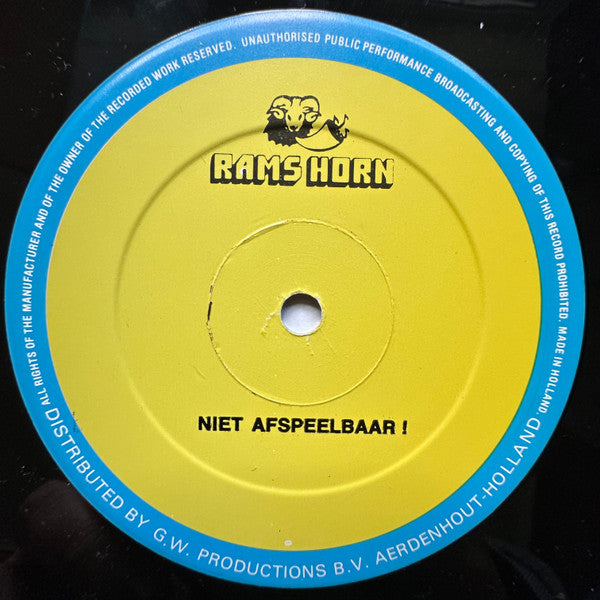 ALL RIGHTS OF THE MANUFACTURER AND OF THE OWNER OF THE RECORDED WORK RESERVED. UNAUTHORISED PUBLIC PERFORMANCE BROADCASTING AND COPYING OF THIS RECORD PROHIBITED. MADE IN HOLLAND.
RAMS HORN
NIET AFSPEELBAAR !
DISTRIBUTED BY G.W. PRODUCTIONS B.V. AERDENHOUT-HOLLAND